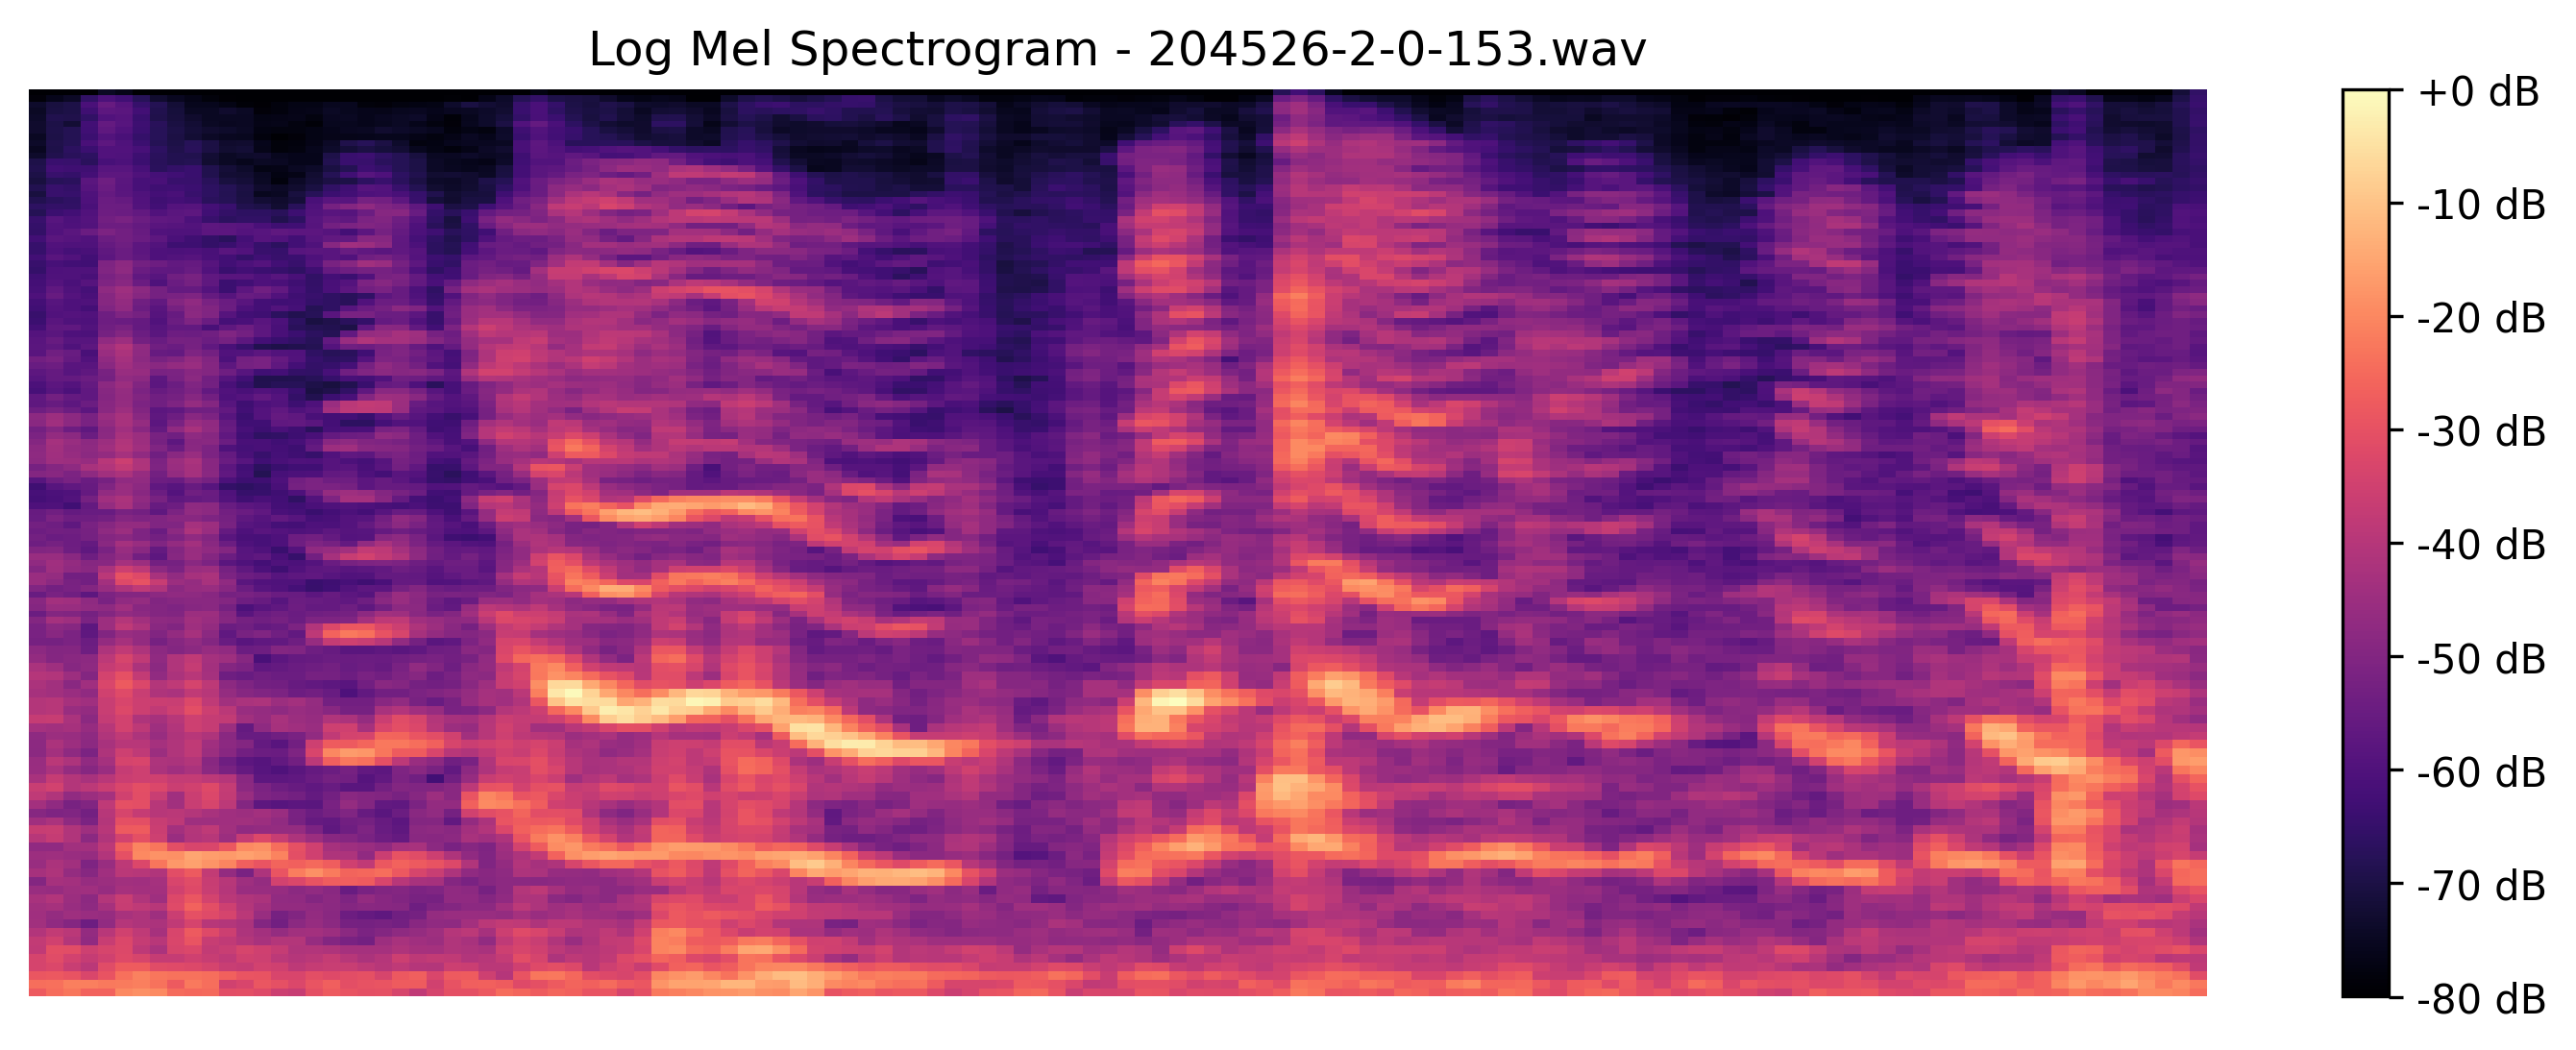 Log Mel Spectrogram - 204526-2-0-153.wav
+0 dB
-10 dB
-20 dB
-30 dB
-40 dB
-50 dB
-60 dB
-70 dB
-80 dB